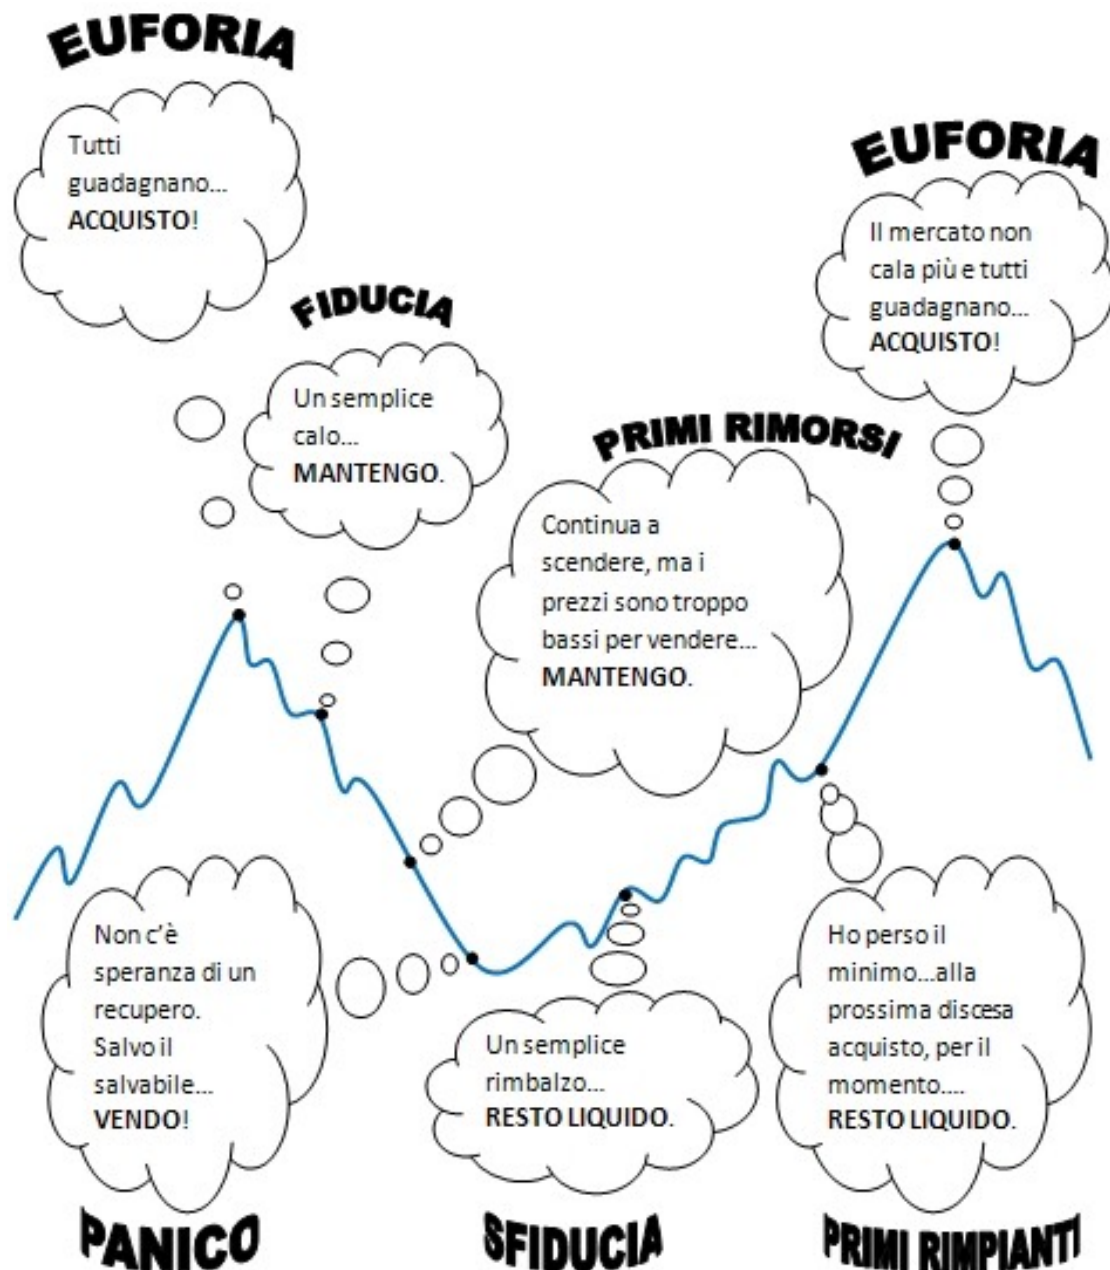 EUFORIA
Tutti
guadagnano...
ACQUISTO!
FIDUCIA
Un semplice
calo...
MANTENGO.
PRIMI RIMORSI
Continua a
scendere, ma i
prezzi sono troppo
bassi per vendere...
MANTENGO.
EUFORIA
Il mercato non
cala più e tutti
guadagnano...
ACQUISTO!
Non c'è
speranza di un
recupero.
Salvo il
salvabile...
VENDO!
PANICO
Un semplice
rimbalzo...
RESTO LIQUIDO.
SFIDUCIA
Ho perso il
minimo...alla
prossima discesa
acquisto, per il
momento....
RESTO LIQUIDO.
PRIMI RIMPIANTI